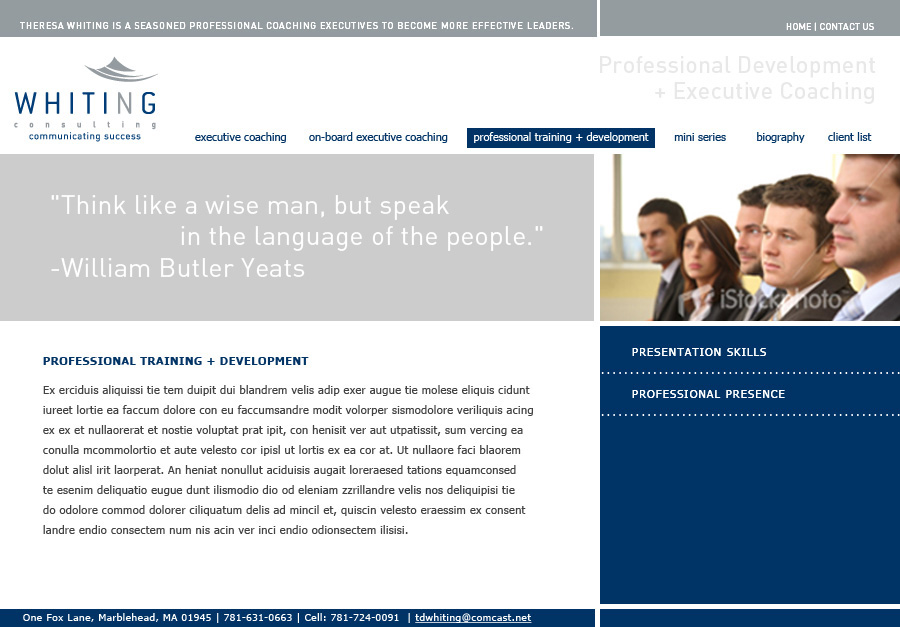 THERESA WHITING IS A SEASONED PROFESSIONAL COACHING EXECUTIVES TO BECOME MORE EFFECTIVE LEADERS.
HOME | CONTACT US
WHITING
consulting
communicating success
Professional Development
+ Executive Coaching
executive coaching
on-board executive coaching
professional training + development
mini series
biography
client list
"Think like a wise man, but speak
in the language of the people."
-William Butler Yeats
iStockphoto
PROFESSIONAL TRAINING + DEVELOPMENT
Ex erciduis aliquissi tie tem duipit dui blandrem velis adip exer augue tie molese eliquis cidunt
iureet lortie ea faccum dolore con eu faccumsandre modit volorper sismodolore veriliquis acing
ex ex et nullaorerat et nostie voluptat prat ipit, con henisit ver aut utpatissit, sum vercing ea
conulla mcommolortio et aute velesto cor ipisl ut lortis ex ea cor at. Ut nullaore faci blaorem
dolut alisl irit laorperat. An heniat nonullut aciduisis augait loreraesed tations equamconsed
te esenim deliquatio eugue dunt ilismodio dio od eleniam zzrillandre velis nos deliquipisi tie
do odolore commod dolorer ciliquatum delis ad mincil et, quiscin velesto eraessim ex consent
landre endio consectem num nis acin ver inci endio odionsectem ilisisi.
PRESENTATION SKILLS
PROFESSIONAL PRESENCE
One Fox Lane, Marblehead, MA 01945 | 781-631-0663 | Cell: 781-724-0091 | tdwhiting@comcast.net